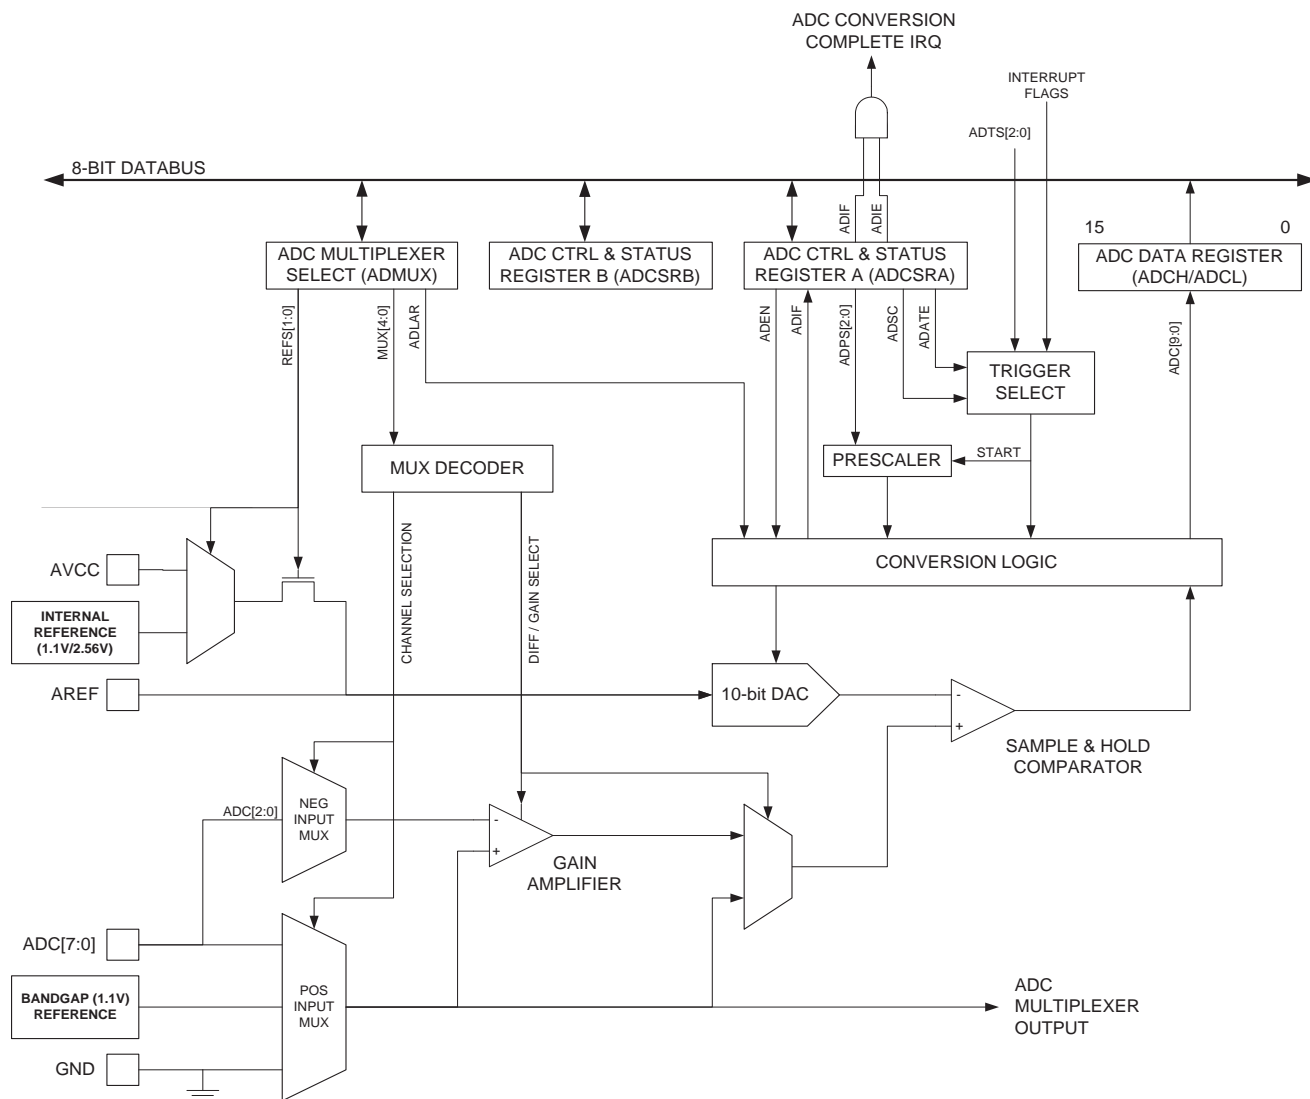 ADC CONVERSION
COMPLETE IRQ
INTERRUPT
FLAGS
ADTS[2:0]
8-BIT DATABUS
ADIF
ADIE
15
0
ADC MULTIPLEXER
SELECT (ADMUX)
ADC CTRL & STATUS
REGISTER B (ADCSRB)
ADC CTRL & STATUS
REGISTER A (ADCSRA)
ADC DATA REGISTER
(ADCH/ADCL)
REFS[1:0]
MUX[4:0]
ADLAR
ADEN
ADIF
ADPS[2:0]
ADSC
ADATE
ADC[9:0]
TRIGGER
SELECT
MUX DECODER
PRESCALER
START
CHANNEL SELECTION
DIFF / GAIN SELECT
CONVERSION LOGIC
AVCC
INTERNAL
REFERENCE
(1.1V/2.56V)
AREF
10-bit DAC
-
+
SAMPLE & HOLD
COMPARATOR
ADC[2:0]
NEG
INPUT
MUX
-
+
GAIN
AMPLIFIER
ADC[7:0]
BANDGAP (1.1V)
REFERENCE
POS
INPUT
MUX
ADC
MULTIPLEXER
OUTPUT
GND